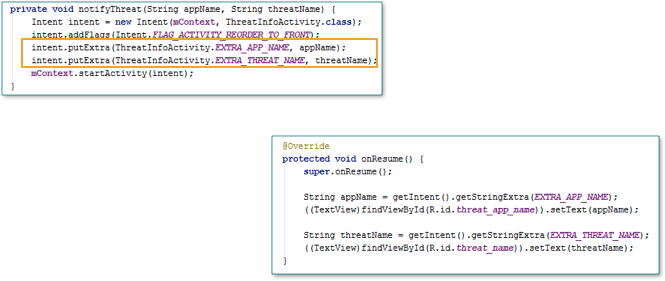 private void notifyThreat(String appName, String threatName) {
Intent intent = new Intent(mContext, ThreatInfoActivity.class);
intent.addFlags(Intent.FLAG_ACTIVITY_REORDER_TO_FRONT);
intent.putExtra(ThreatInfoActivity.EXTRA_APP_NAME, appName);
intent.putExtra(ThreatInfoActivity.EXTRA_THREAT_NAME, threatName);
mContext.startActivity(intent);
}
@Override
protected void onResume() {
super.onResume();
String appName = getIntent().getStringExtra(EXTRA_APP_NAME);
((TextView)findViewById(R.id.threat_app_name)).setText(appName);
String threatName = getIntent().getStringExtra(EXTRA_THREAT_NAME);
((TextView)findViewById(R.id.threat_name)).setText(threatName);
}